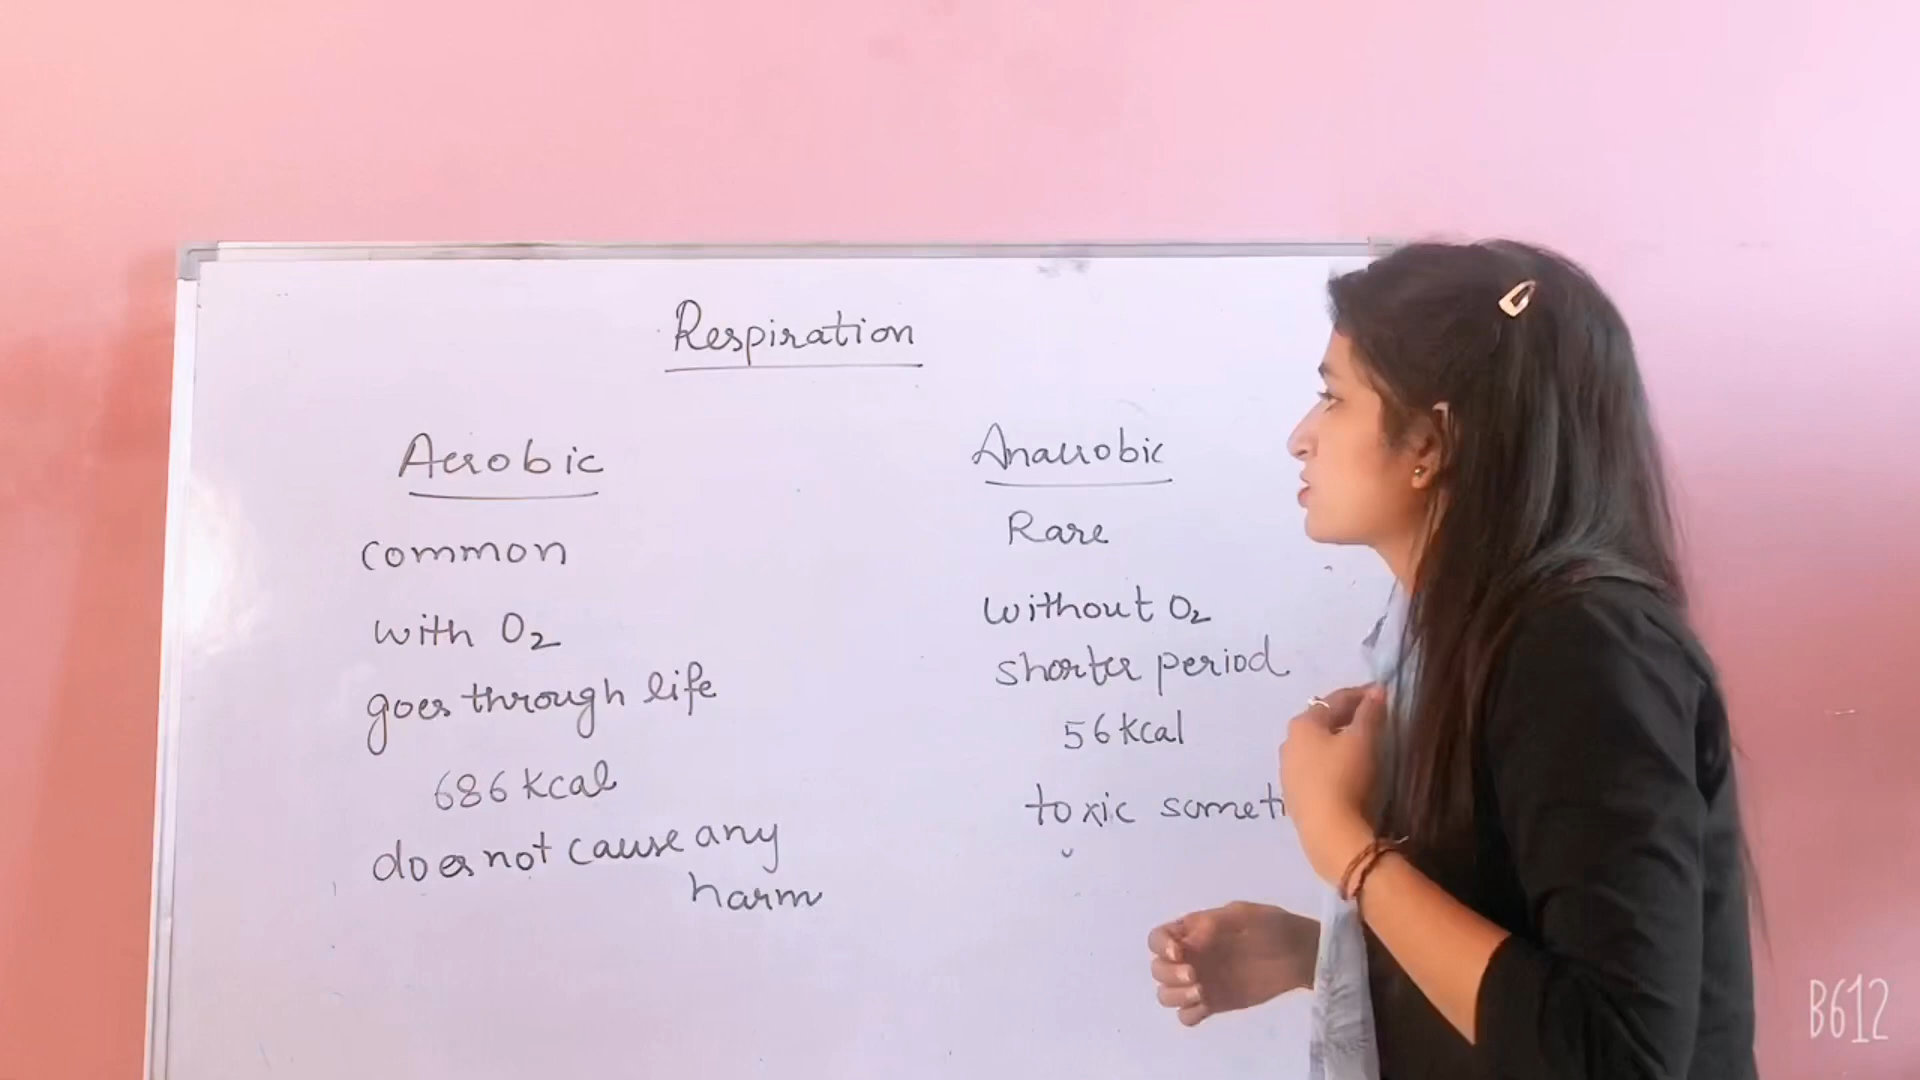 Respiration
Aerobic
common
with O2
goes through life
686 kcal
does not cause any
harm
Anaerobic
Rare
without O2
shorter period
56 kcal
toxic someti
B612